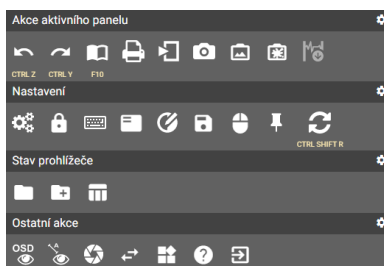 Akce aktivního panelu
CTRL Z CTRL Y F10
Nastavení
CTRL SHIFT R
Stav prohlížeče
Ostatní akce
OSD A
?